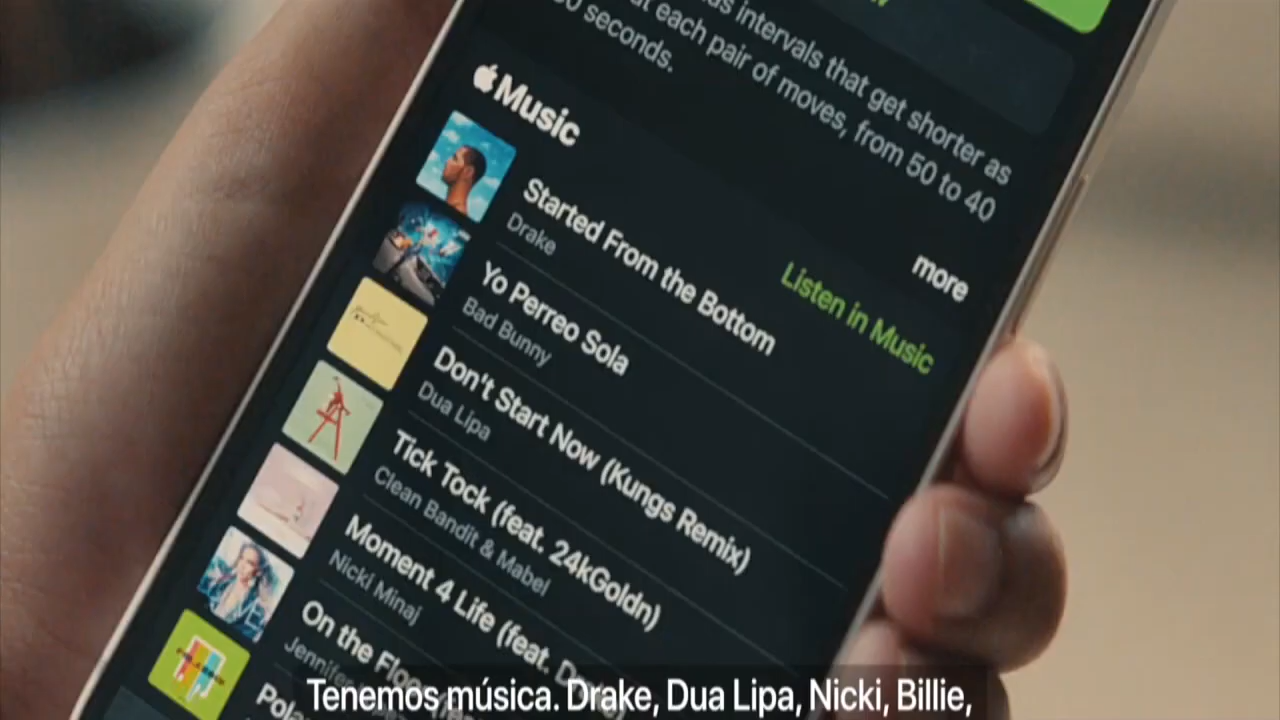 intervals that get shorter as
at each pair of moves, from 50 to 40
seconds.
more
Music
Listen in Music
Started From the Bottom
Drake
Yo Perreo Sola
Bad Bunny
Don't Start Now (Kungs Remix)
Dua Lipa
Tick Tock (feat. 24kGoldn)
Clean Bandit & Mabel
Moment 4 Life (feat.
Nicki Minaj
On the
Tenemos música. Drake, Dua Lipa, Nicki, Billie,